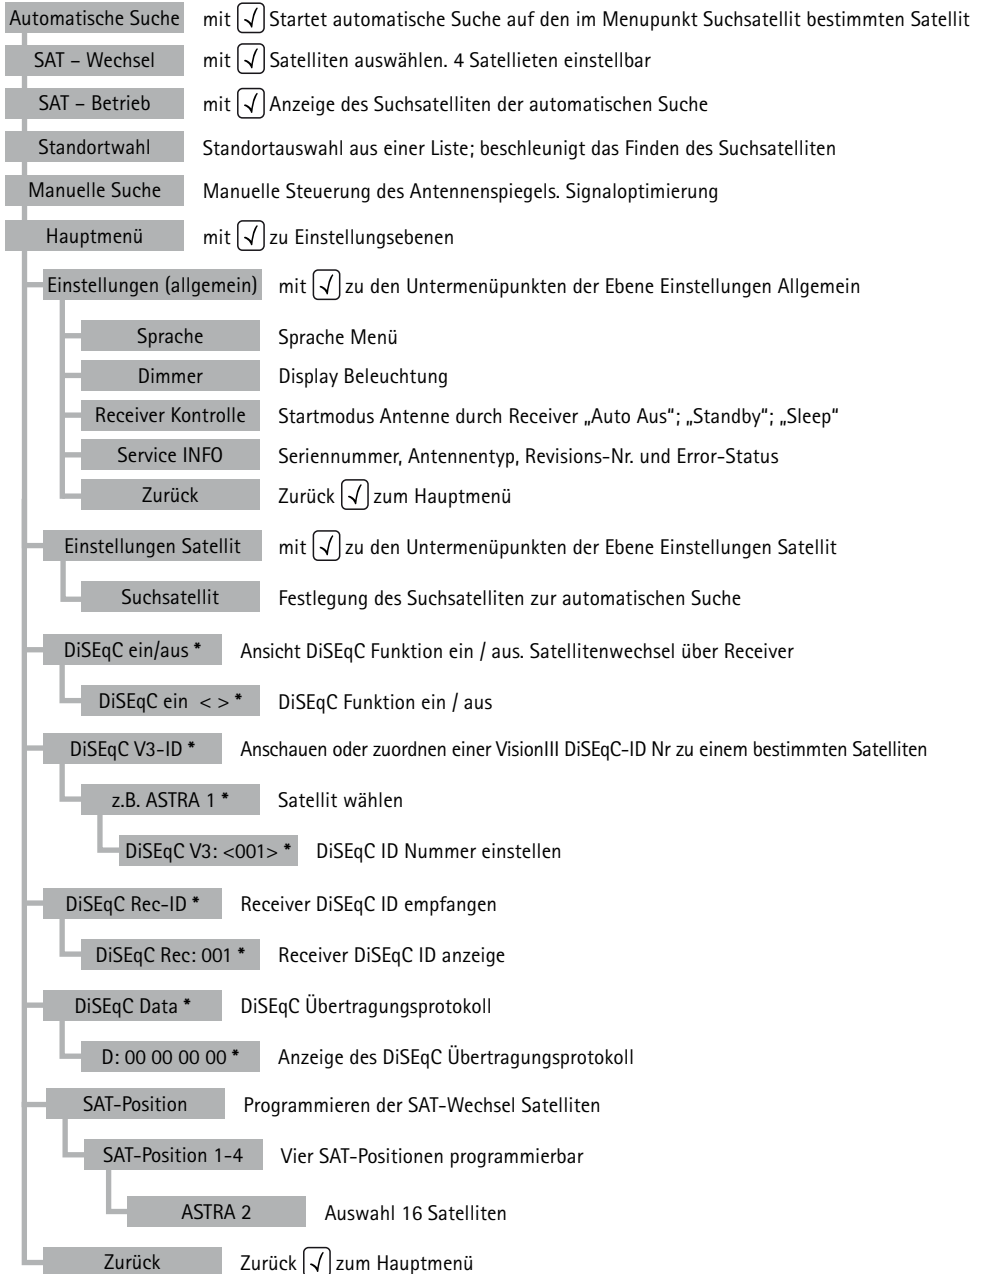 Automatische Suche mit √ Startet automatische Suche auf den im Menupunkt Suchsatellit bestimmten Satellit
SAT – Wechsel mit √ Satelliten auswählen. 4 Satellieten einstellbar
SAT – Betrieb mit √ Anzeige des Suchsatelliten der automatischen Suche
Standortwahl Standortauswahl aus einer Liste; beschleunigt das Finden des Suchsatelliten
Manuelle Suche Manuelle Steuerung des Antennenspiegels. Signaloptimierung
Hauptmenü mit √ zu Einstellungsebenen
Einstellungen (allgemein) mit √ zu den Untermenüpunkten der Ebene Einstellungen Allgemein
Sprache Sprache Menü
Dimmer Display Beleuchtung
Receiver Kontrolle Startmodus Antenne durch Receiver „Auto Aus“; „Standby“; „Sleep“
Service INFO Seriennummer, Antennentyp, Revisions-Nr. und Error-Status
Zurück Zurück √ zum Hauptmenü
Einstellungen Satellit mit √ zu den Untermenüpunkten der Ebene Einstellungen Satellit
Suchsatellit Festlegung des Suchsatelliten zur automatischen Suche
DiSEqC ein/aus * Ansicht DiSEqC Funktion ein / aus. Satellitenwechsel über Receiver
DiSEqC ein < > * DiSEqC Funktion ein / aus
DiSEqC V3-ID * Anschauen oder zuordnen einer VisionIII DiSEqC-ID Nr zu einem bestimmten Satelliten
z.B. ASTRA 1 * Satellit wählen
DiSEqC V3: <001> * DiSEqC ID Nummer einstellen
DiSEqC Rec-ID * Receiver DiSEqC ID empfangen
DiSEqC Rec: 001 * Receiver DiSEqC ID anzeige
DiSEqC Data * DiSEqC Übertragungsprotokoll
D: 00 00 00 00 * Anzeige des DiSEqC Übertragungsprotokoll
SAT-Position Programmieren der SAT-Wechsel Satelliten
SAT-Position 1-4 Vier SAT-Positionen programmierbar
ASTRA 2 Auswahl 16 Satelliten
Zurück Zurück √ zum Hauptmenü